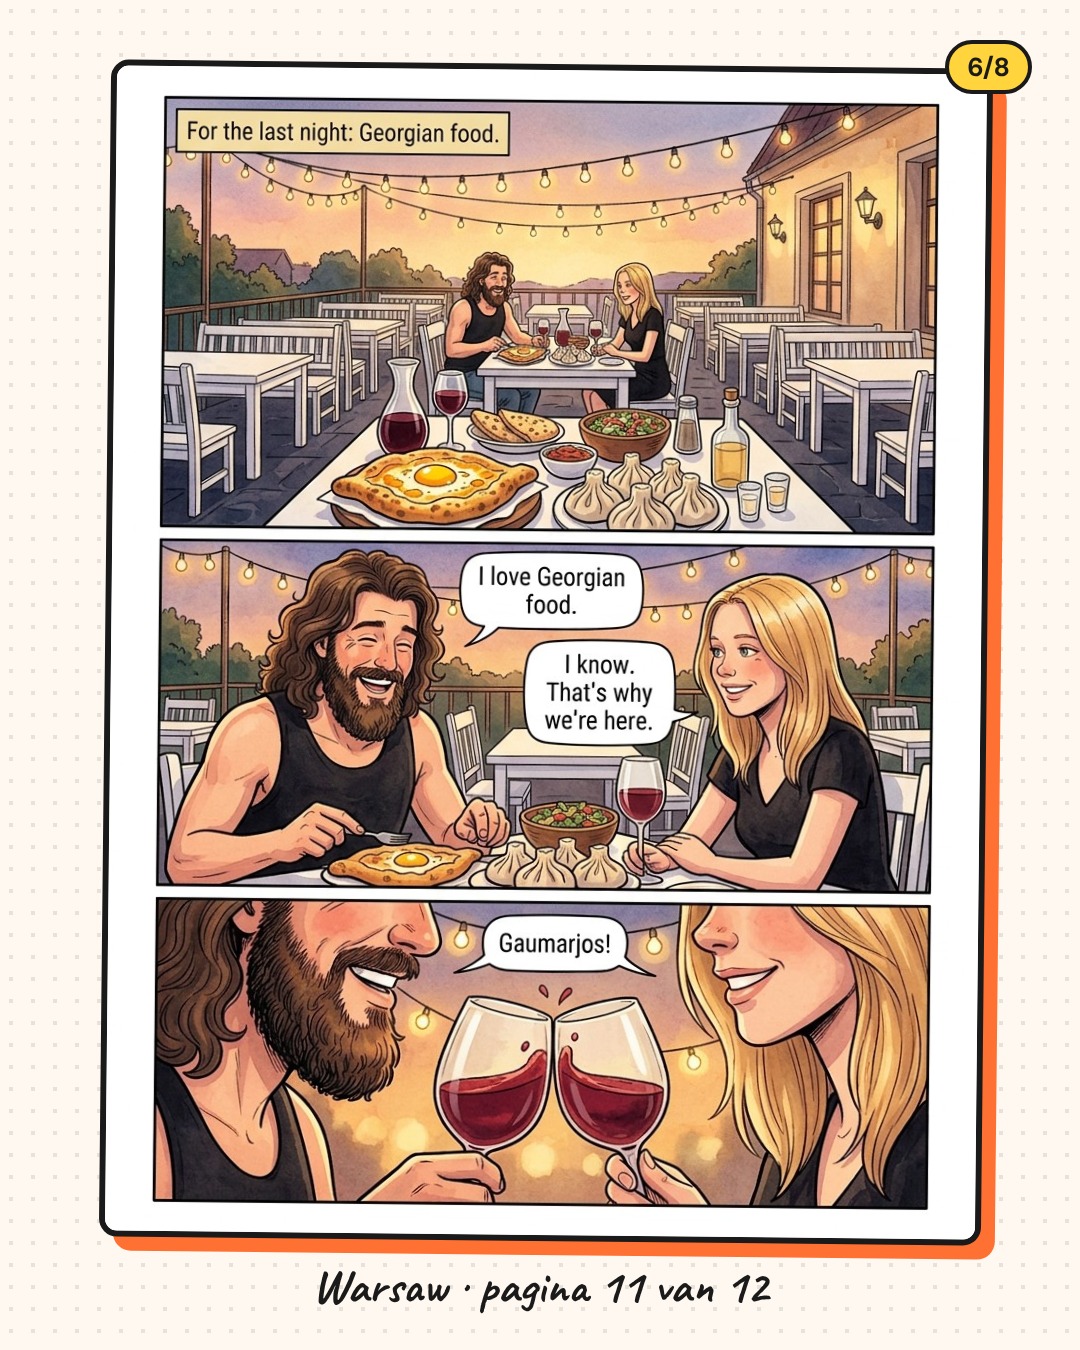 6/8
For the last night: Georgian food.
I love Georgian
food.
I know.
That's why
we're here.
Gaumarjos!
Warsaw · pagina 11 van 12